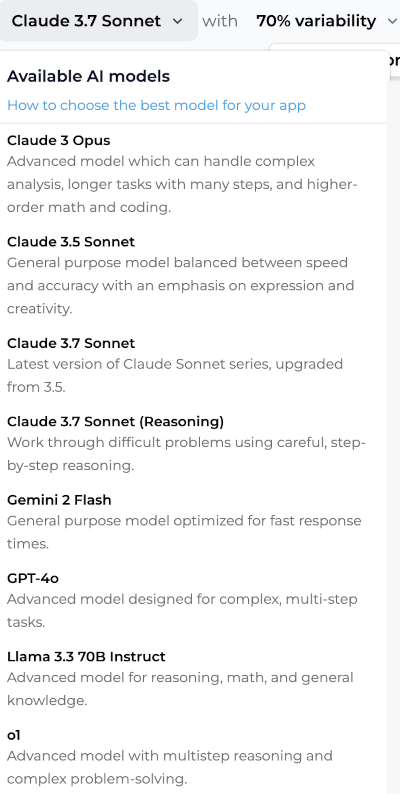 Claude 3.7 Sonnet with 70% variability
Available AI models
How to choose the best model for your app
Claude 3 Opus
Advanced model which can handle complex
analysis, longer tasks with many steps, and higher-
order math and coding.
Claude 3.5 Sonnet
General purpose model balanced between speed
and accuracy with an emphasis on expression and
creativity.
Claude 3.7 Sonnet
Latest version of Claude Sonnet series, upgraded
from 3.5.
Claude 3.7 Sonnet (Reasoning)
Work through difficult problems using careful, step-
by-step reasoning.
Gemini 2 Flash
General purpose model optimized for fast response
times.
GPT-4o
Advanced model designed for complex, multi-step
tasks.
Llama 3.3 70B Instruct
Advanced model for reasoning, math, and general
knowledge.
o1
Advanced model with multistep reasoning and
complex problem-solving.